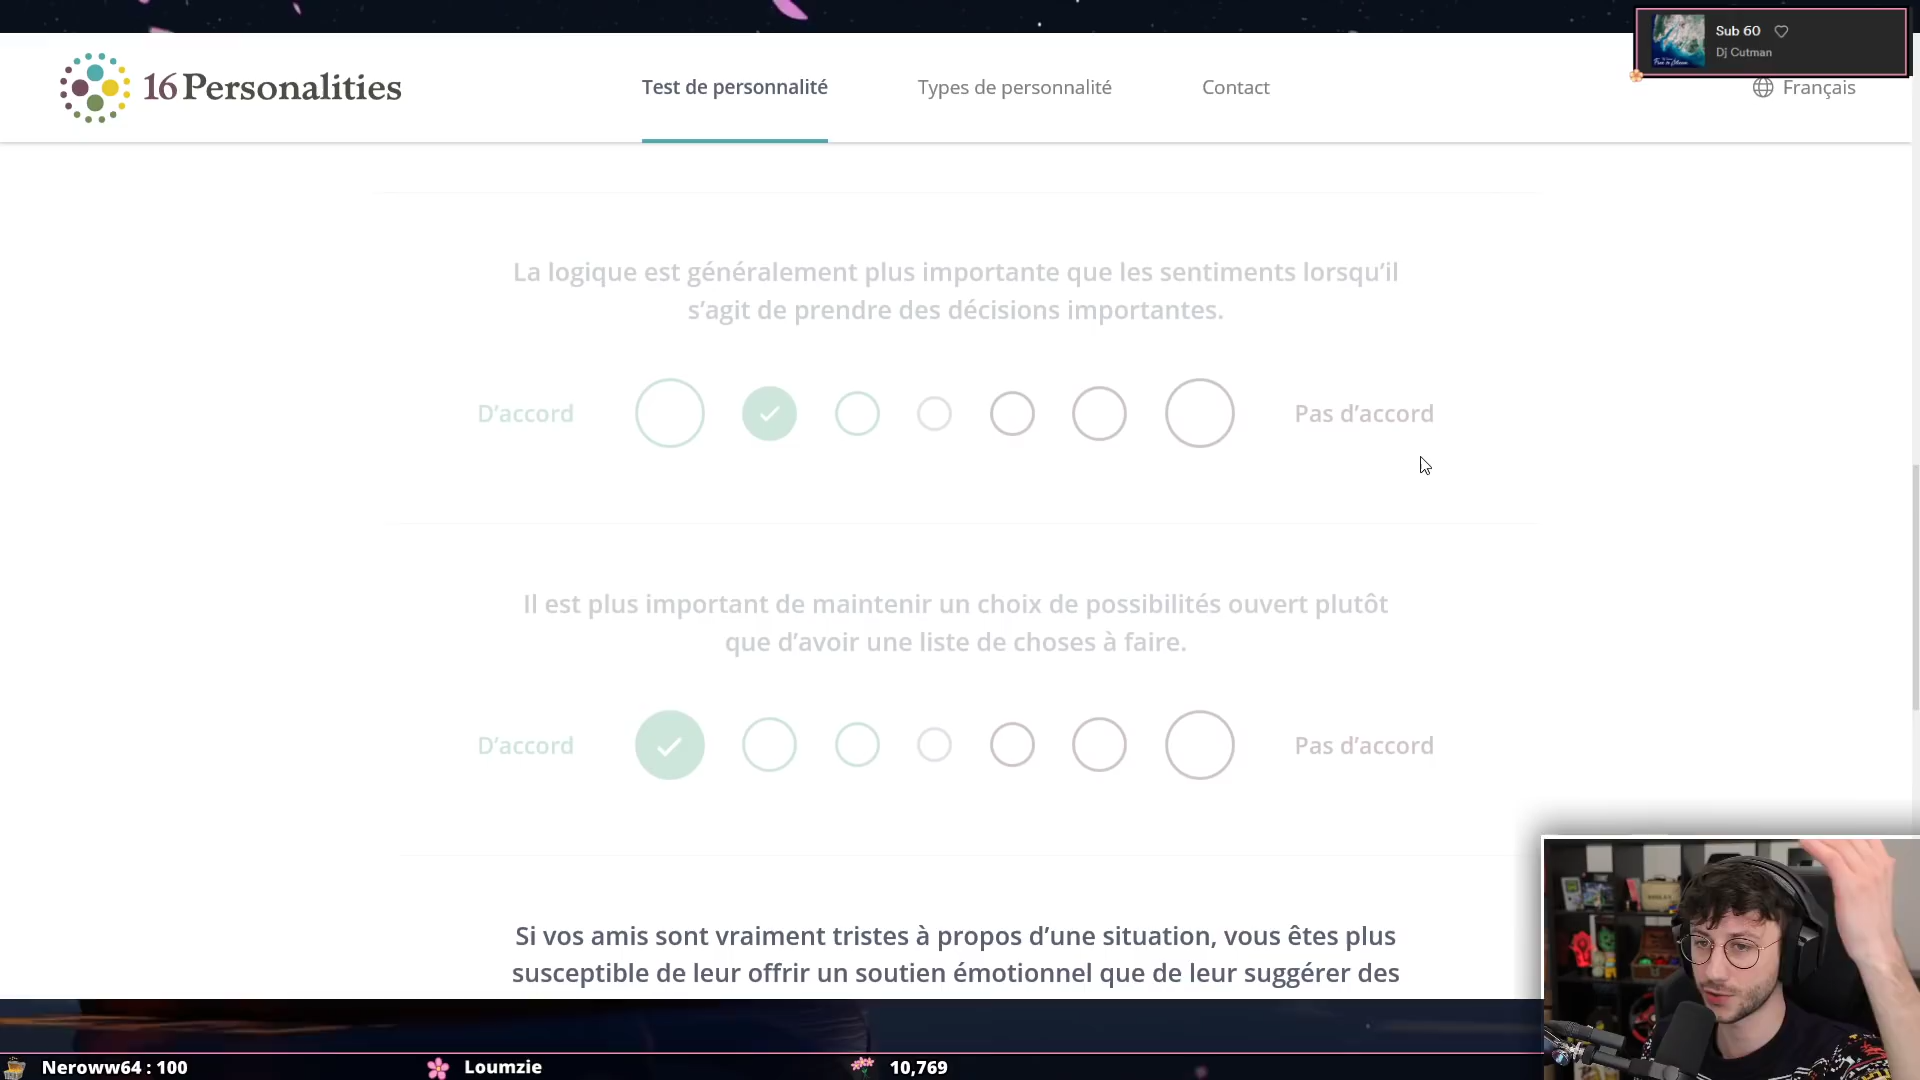 Sub 60
Dj Cutman
16Personalities
Test de personnalité
Types de personnalité
Contact
Français
La logique est généralement plus importante que les sentiments lorsqu’il
s’agit de prendre des décisions importantes.
D’accord
Pas d’accord
Il est plus important de maintenir un choix de possibilités ouvert plutôt
que d’avoir une liste de choses à faire.
D’accord
Pas d’accord
Si vos amis sont vraiment tristes à propos d’une situation, vous êtes plus
susceptible de leur offrir un soutien émotionnel que de leur suggérer des
Neroww64 : 100
Loumzie
10,769